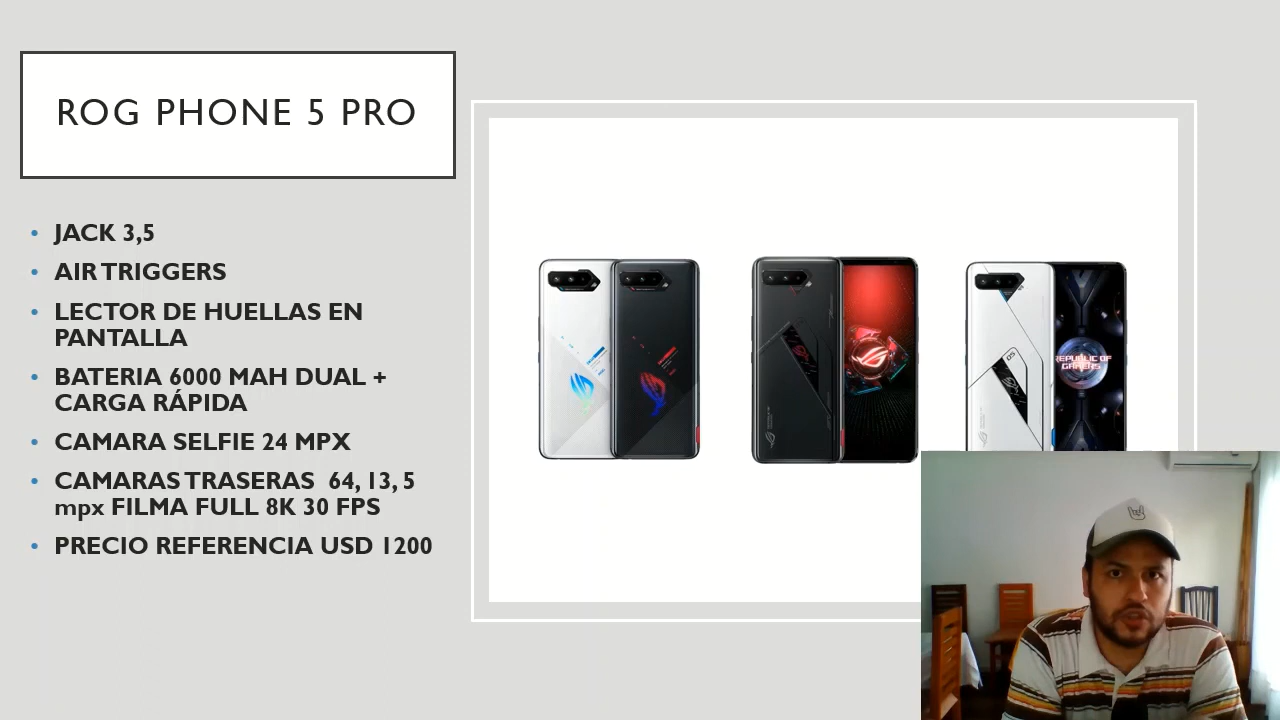 ROG PHONE 5 PRO
• JACK 3,5
• AIR TRIGGERS
• LECTOR DE HUELLAS EN
PANTALLA
• BATERIA 6000 MAH DUAL +
CARGA RÁPIDA
• CAMARA SELFIE 24 MPX
• CAMARAS TRASERAS 64, 13, 5
mpx FILMA FULL 8K 30 FPS
• PRECIO REFERENCIA USD 1200
05
REPUBLIC OF
GAMERS